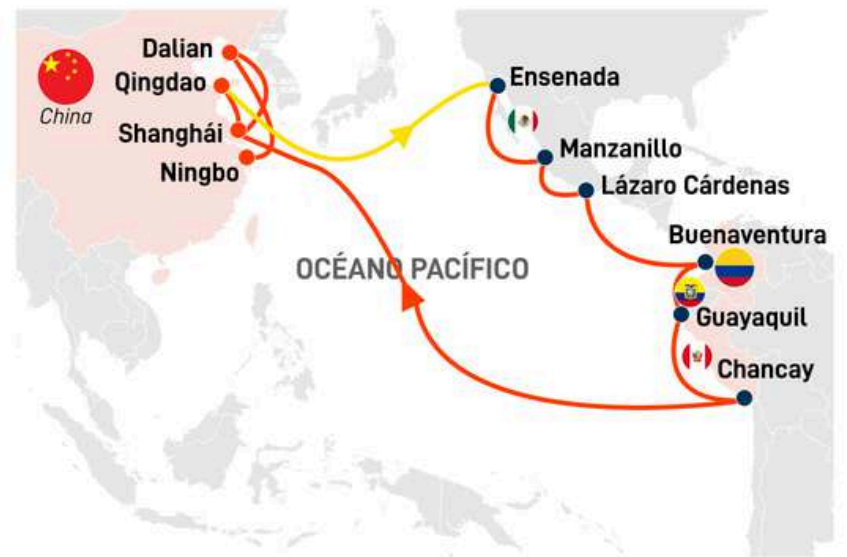 Dalian
Qingdao
China
Shanghái
Ningbo
Ensenada
Manzanillo
Lázaro Cárdenas
Buenaventura
OCÉANO PACÍFICO
Guayaquil
Chancay